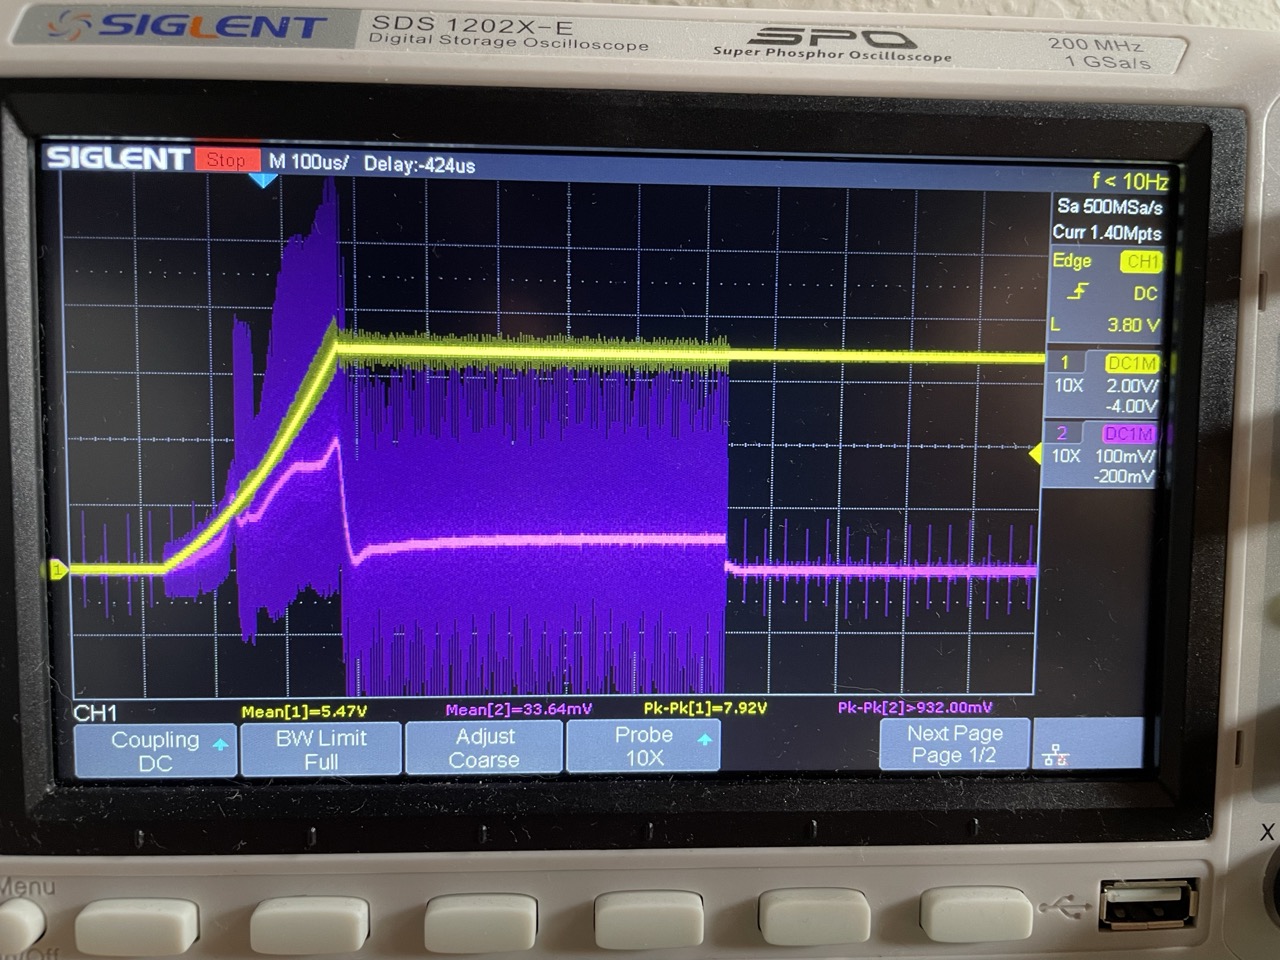 SIGLENT
SDS 1202X-E
Digital Storage Oscilloscope
SPO
Super Phosphor Oscilloscope
200 MHz
1 GSa/s
SIGLENT Stop M 100us/ Delay:-424us
f < 10Hz
Sa 500MSa/s
Curr 1.40Mpts
Edge CH1
DC
L 3.80 V
1 DC1M
10X 2.00V/
-4.00V
2 DC1M
10X 100mV/
-200mV
1
CH1 Mean[1]=5.47V Mean[2]=33.64mV Pk-Pk[1]=7.92V Pk-Pk[2]>932.00mV
Coupling
DC
BW Limit
Full
Adjust
Coarse
Probe
10X
Next Page
Page 1/2
Menu
On/Off
X